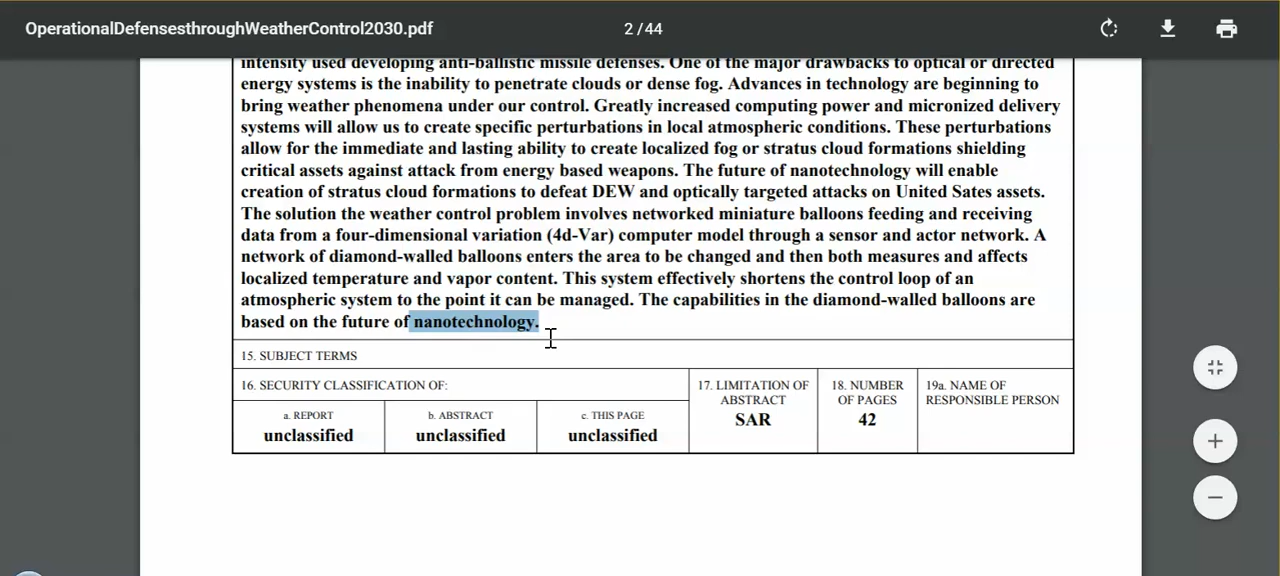 OperationalDefensesthroughWeatherControl2030.pdf
2 / 44
intensity used developing anti-ballistic missile defenses. One of the major drawbacks to optical or directed
energy systems is the inability to penetrate clouds or dense fog. Advances in technology are beginning to
bring weather phenomena under our control. Greatly increased computing power and micronized delivery
systems will allow us to create specific perturbations in local atmospheric conditions. These perturbations
allow for the immediate and lasting ability to create localized fog or stratus cloud formations shielding
critical assets against attack from energy based weapons. The future of nanotechnology will enable
creation of stratus cloud formations to defeat DEW and optically targeted attacks on United Sates assets.
The solution the weather control problem involves networked miniature balloons feeding and receiving
data from a four-dimensional variation (4d-Var) computer model through a sensor and actor network. A
network of diamond-walled balloons enters the area to be changed and then both measures and affects
localized temperature and vapor content. This system effectively shortens the control loop of an
atmospheric system to the point it can be managed. The capabilities in the diamond-walled balloons are
based on the future of nanotechnology.
15. SUBJECT TERMS
16. SECURITY CLASSIFICATION OF:
a. REPORT
unclassified
b. ABSTRACT
unclassified
c. THIS PAGE
unclassified
17. LIMITATION OF
ABSTRACT
SAR
18. NUMBER
OF PAGES
42
19a. NAME OF
RESPONSIBLE PERSON